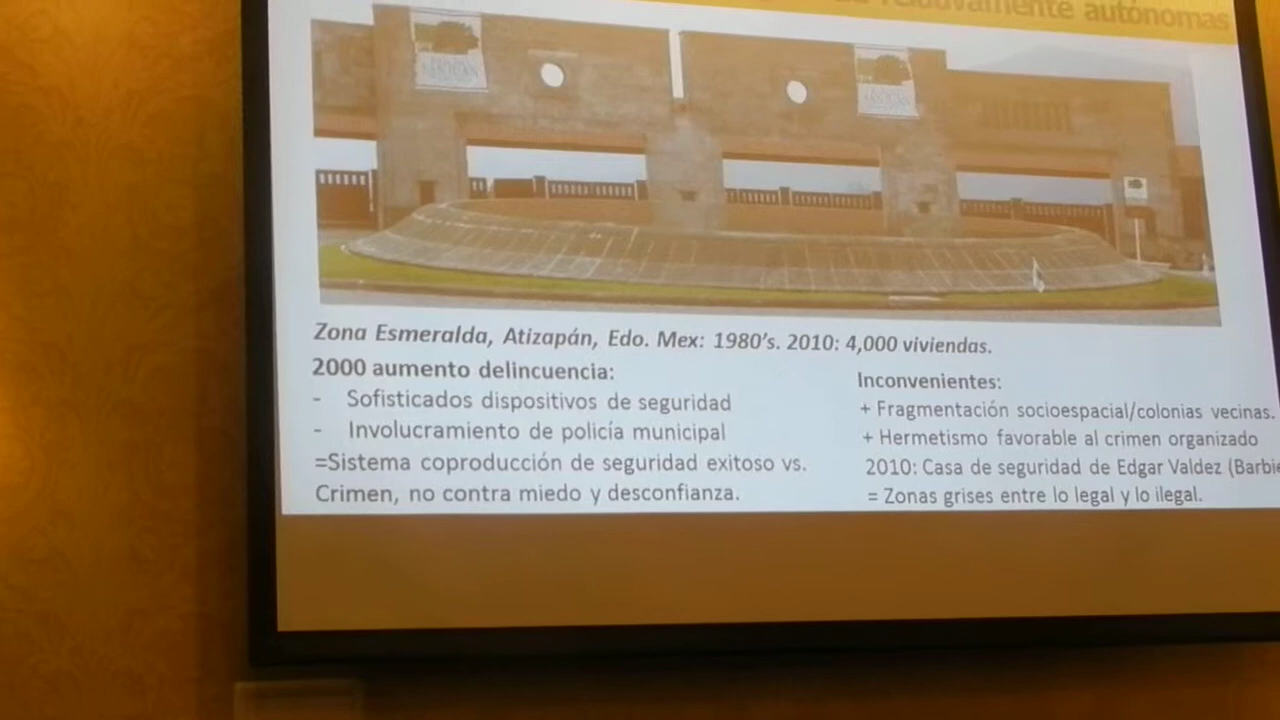 relativamente autónomas
Zona Esmeralda, Atizapán, Edo. Mex: 1980's. 2010: 4,000 viviendas.
2000 aumento delincuencia:
- Sofisticados dispositivos de seguridad
- Involucramiento de policía municipal
=Sistema coproducción de seguridad exitoso vs.
Crimen, no contra miedo y desconfianza.
Inconvenientes:
+ Fragmentación socioespacial/colonias vecinas.
+ Hermetismo favorable al crimen organizado
2010: Casa de seguridad de Edgar Valdez (Barbie
= Zonas grises entre lo legal y lo ilegal.